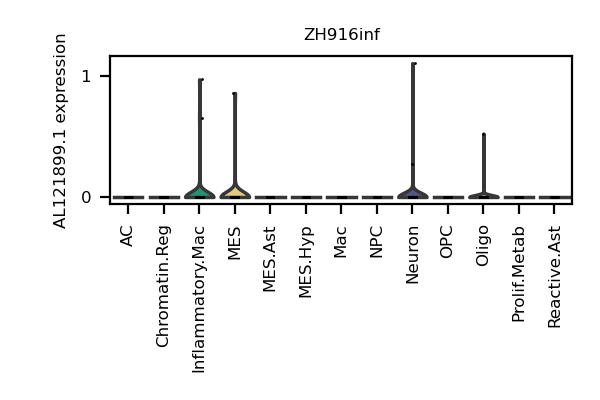 ZH916inf
AL121899.1 expression
1
0
AC
Chromatin.Reg
Inflammatory.Mac
MES
MES.Ast
MES.Hyp
Mac
NPC
Neuron
OPC
Oligo
Prolif.Metab
Reactive.Ast